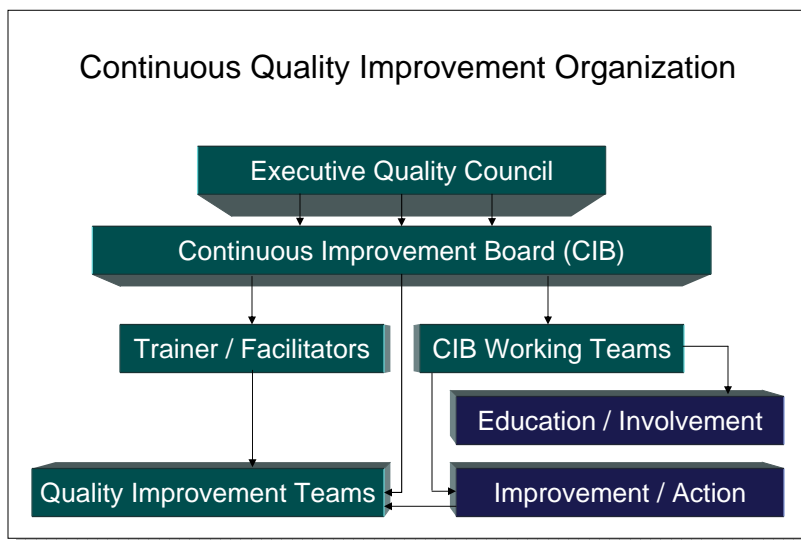 Continuous Quality Improvement Organization
Executive Quality Council
Continuous Improvement Board (CIB)
Trainer / Facilitators
CIB Working Teams
Education / Involvement
Quality Improvement Teams
Improvement / Action